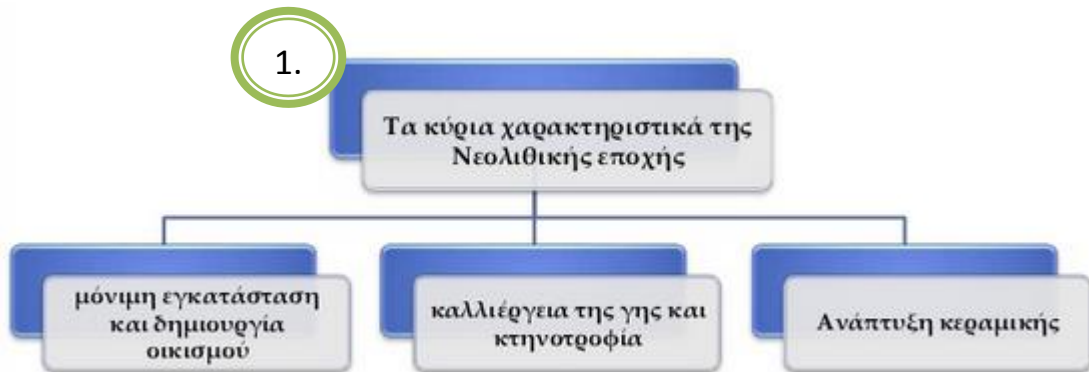 1.
Τα κύρια χαρακτηριστικά της
Νεολιθικής εποχής
μόνιμη εγκατάσταση
και δημιουργία
οικισμού
καλλιέργεια της γης και
κτηνοτροφία
Ανάπτυξη κεραμικής